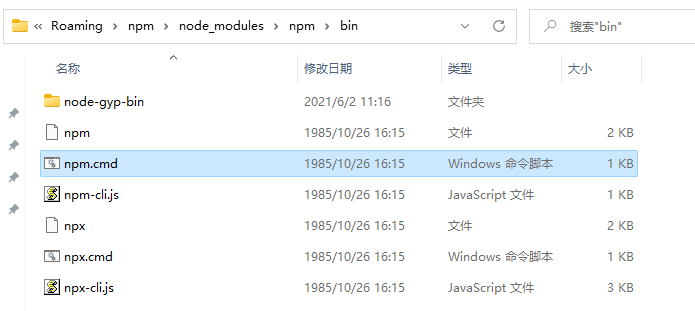 « Roaming > npm > node_modules > npm > bin 搜索"bin"
名称 修改日期 类型 大小
node-gyp-bin 2021/6/2 11:16 文件夹
npm 1985/10/26 16:15 文件 2 KB
npm.cmd 1985/10/26 16:15 Windows 命令脚本 1 KB
npm-cli.js 1985/10/26 16:15 JavaScript 文件 1 KB
npx 1985/10/26 16:15 文件 2 KB
npx.cmd 1985/10/26 16:15 Windows 命令脚本 1 KB
npx-cli.js 1985/10/26 16:15 JavaScript 文件 3 KB